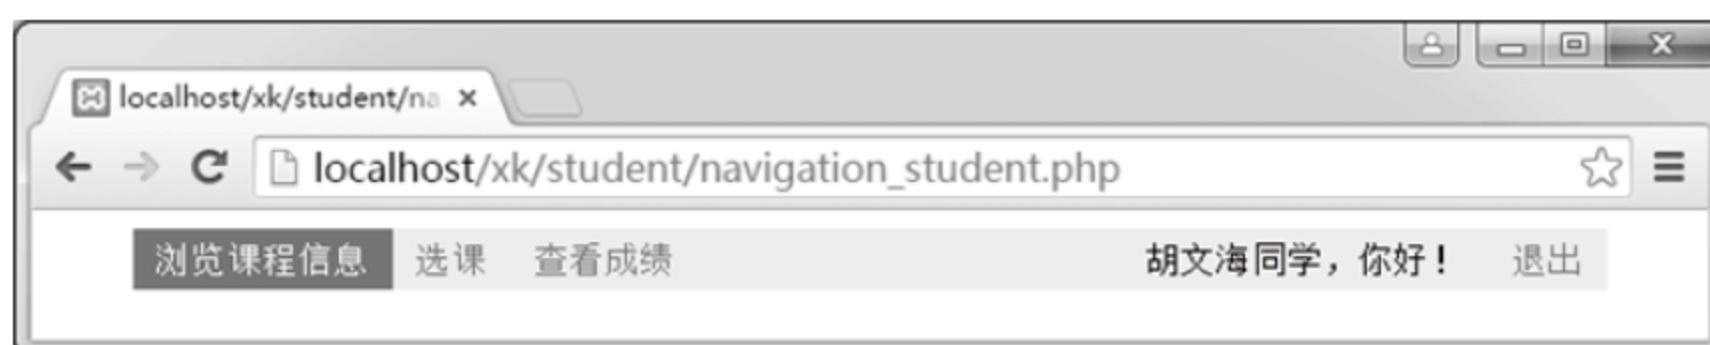 localhost/xk/student/na
localhost/xk/student/navigation_student.php
浏览课程信息 选课 查看成绩 胡文海同学，你好！ 退出